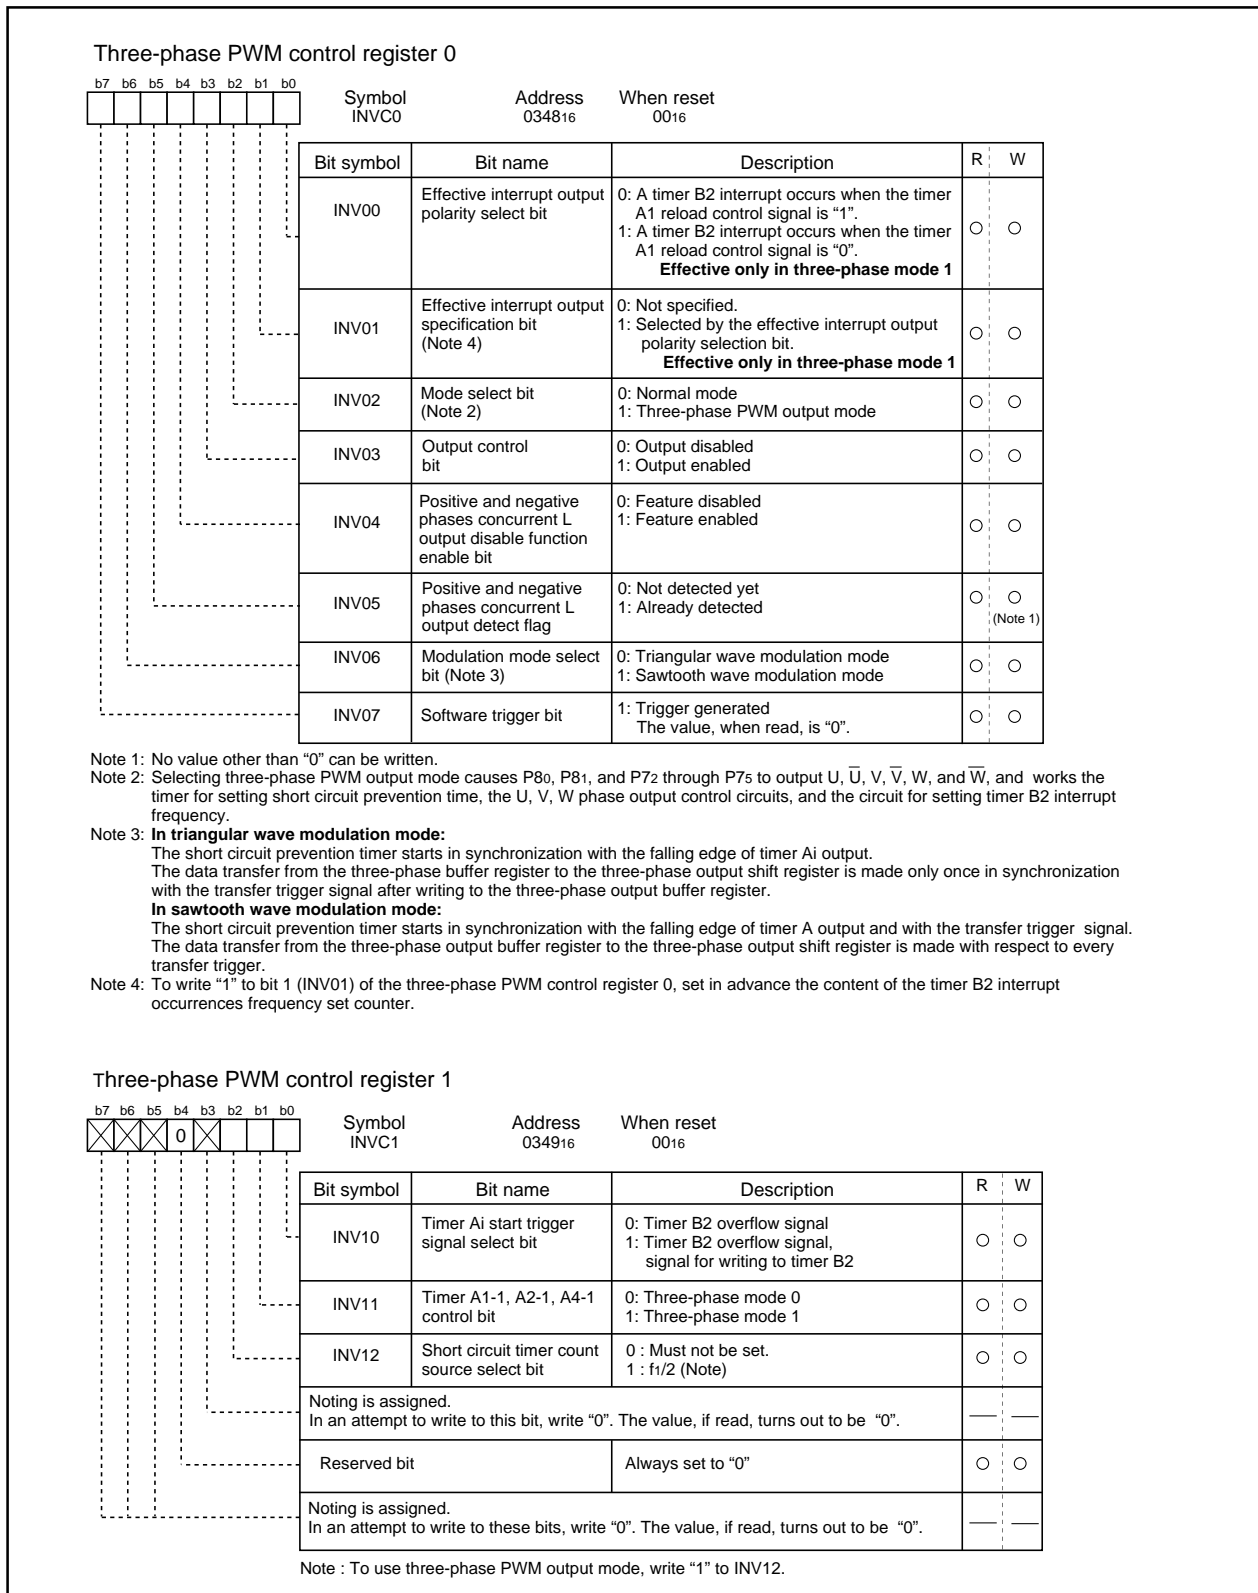 Three-phase PWM control register 0
b7 b6 b5 b4 b3 b2 b1 b0
Symbol Address When reset
INVC0 034816 0016
Bit symbol Bit name Description R W
INV00
Effective interrupt output
polarity select bit
0: A timer B2 interrupt occurs when the timer
A1 reload control signal is "1".
1: A timer B2 interrupt occurs when the timer
A1 reload control signal is “0”.
Effective only in three-phase mode 1
INV01
Effective interrupt output
specification bit
(Note 4)
0: Not specified.
1: Selected by the effective interrupt output
polarity selection bit.
Effective only in three-phase mode 1
INV02
Mode select bit
(Note 2)
0: Normal mode
1: Three-phase PWM output mode
INV03
Output control
bit
0: Output disabled
1: Output enabled
INV04
Positive and negative
phases concurrent L
output disable function
enable bit
0: Feature disabled
1: Feature enabled
INV05
Positive and negative
phases concurrent L
output detect flag
0: Not detected yet
1: Already detected
(Note 1)
INV06
Modulation mode select
bit (Note 3)
0: Triangular wave modulation mode
1: Sawtooth wave modulation mode
INV07
Software trigger bit
1: Trigger generated
The value, when read, is “0”.
Note 1: No value other than “0” can be written.
Note 2: Selecting three-phase PWM output mode causes P80, P81, and P72 through P75 to output U, U̅, V, V̅, W, and W̅, and works the
timer for setting short circuit prevention time, the U, V, W phase output control circuits, and the circuit for setting timer B2 interrupt
frequency.
Note 3: In triangular wave modulation mode:
The short circuit prevention timer starts in synchronization with the falling edge of timer Ai output.
The data transfer from the three-phase buffer register to the three-phase output shift register is made only once in synchronization
with the transfer trigger signal after writing to the three-phase output buffer register.
In sawtooth wave modulation mode:
The short circuit prevention timer starts in synchronization with the falling edge of timer A output and with the transfer trigger signal.
The data transfer from the three-phase output buffer register to the three-phase output shift register is made with respect to every
transfer trigger.
Note 4: To write “1” to bit 1 (INV01) of the three-phase PWM control register 0, set in advance the content of the timer B2 interrupt
occurrences frequency set counter.
Three-phase PWM control register 1
b7 b6 b5 b4 b3 b2 b1 b0
0
Symbol Address When reset
INVC1 034916 0016
Bit symbol Bit name Description R W
INV10
Timer Ai start trigger
signal select bit
0: Timer B2 overflow signal
1: Timer B2 overflow signal,
signal for writing to timer B2
INV11
Timer A1-1, A2-1, A4-1
control bit
0: Three-phase mode 0
1: Three-phase mode 1
INV12
Short circuit timer count
source select bit
0 : Must not be set.
1 : f1/2 (Note)
Noting is assigned.
In an attempt to write to this bit, write “0”. The value, if read, turns out to be “0”.
Reserved bit Always set to “0”
Noting is assigned.
In an attempt to write to these bits, write “0”. The value, if read, turns out to be “0”.
Note : To use three-phase PWM output mode, write “1” to INV12.